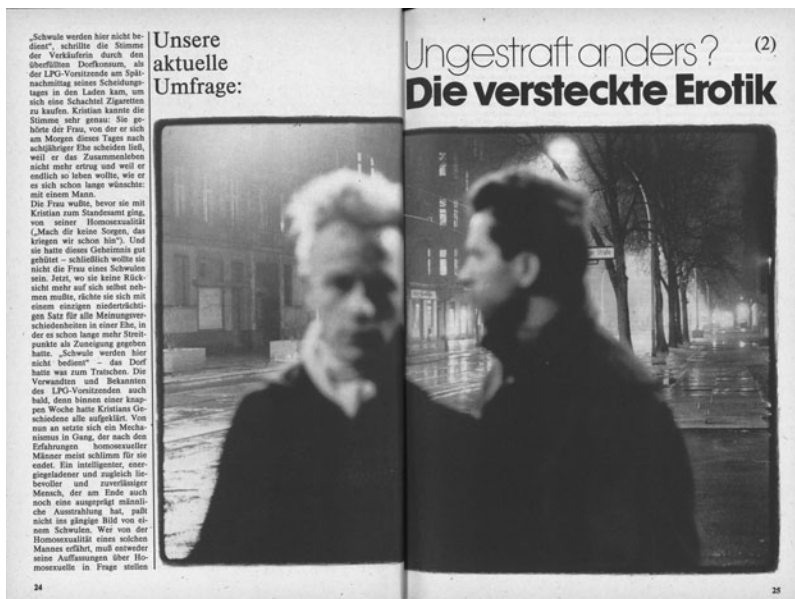 „Schwule werden hier nicht be-
dient“, schrillte die Stimme
der Verkäuferin durch den
überfüllten Dorfkonsum, als
der LPG-Vorsitzende am Spät-
nachmittag seines Scheidungs-
tages in den Laden kam, um
sich eine Schachtel Zigaretten
zu kaufen. Kristian kannte die
Stimme sehr genau: Sie ge-
hörte der Frau, von der er sich
am Morgen dieses Tages nach
achtjähriger Ehe scheiden ließ,
weil er das Zusammenleben
nicht mehr ertrug und weil er
endlich so leben wollte, wie er
es sich schon lange wünschte:
mit einem Mann.
Die Frau wußte, bevor sie mit
Kristian zum Standesamt ging,
von seiner Homosexualität
(„Mach dir keine Sorgen, das
kriegen wir schon hin“). Und
sie hatte dieses Geheimnis gut
gehütet – schließlich wollte sie
nicht die Frau eines Schwulen
sein. Jetzt, wo sie keine Rück-
sicht mehr auf sich selbst neh-
men mußte, rächte sie sich mit
einem einzigen niederträchti-
gen Satz für alle Meinungsver-
schiedenheiten in einer Ehe, in
der es schon lange mehr Streit-
punkte als Zuneigung gegeben
hatte. „Schwule werden hier
nicht bedient“ – das Dorf
hatte was zum Tratschen. Die
Verwandten und Bekannten
des LPG-Vorsitzenden auch
bald, denn binnen einer knap-
pen Woche hatte Kristians Ge-
schiedene alle aufgeklärt. Von
nun an setzte sich ein Mecha-
nismus in Gang, der nach den
Erfahrungen homosexueller
Männer meist schlimm für sie
endet. Ein intelligenter, ener-
giegeladener und zugleich lie-
bevoller und zuverlässiger
Mensch, der am Ende auch
noch eine ausgeprägt männli-
che Ausstrahlung hat, paßt
nicht ins gängige Bild von ei-
nem Schwulen. Wer von der
Homosexualität eines solchen
Mannes erfährt, muß entweder
seine Auffassungen über Ho-
mosexuelle in Frage stellen
24
Unsere
aktuelle
Umfrage:
Ungestraft anders? (2)
Die versteckte Erotik
25